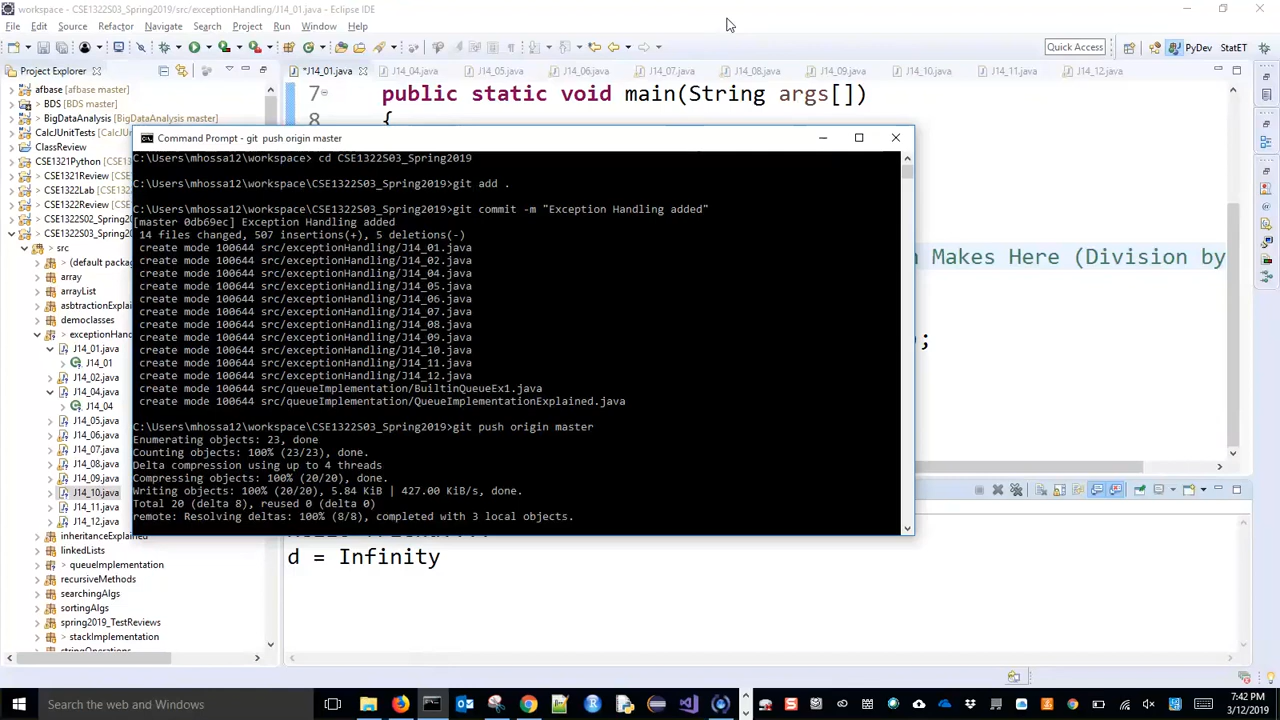 workspace - CSE1322S03_Spring2019/src/exceptionHandling/J14_01.java - Eclipse IDE
File Edit Source Refactor Navigate Search Project Run Window Help
Quick Access
PyDev
StatET
Project Explorer
*J14_01.java
J14_04.java
J14_05.java
J14_06.java
J14_07.java
J14_08.java
J14_09.java
J14_10.java
J14_11.java
J14_12.java
afbase (afbase master)
> BDS (BDS master)
> BigDataAnalysis (BigDataAnalysis master)
CalcJUnitTests (CalcJUnitTests master)
ClassReview
CSE1321Python
CSE1321Review
CSE1322Lab
CSE1322Review
CSE1322S02_Spring20
CSE1322S03_Spring20
> src
> (default packag
array
arrayList
asbtractionExplai
democlasses
> exceptionHand
J14_01.java
J14_01
J14_02.java
J14_04.java
J14_04
J14_05.java
J14_06.java
J14_07.java
J14_08.java
J14_09.java
J14_10.java
J14_11.java
J14_12.java
inheritanceExplained
linkedLists
> queueImplementation
recursiveMethods
searchingAlgs
sortingAlgs
spring2019_TestReviews
> stackImplementation
7 public static void main(String args[])
8 {
n Makes Here (Division by
;
Command Prompt - git push origin master
C:\Users\mhossa12\workspace> cd CSE1322S03_Spring2019
C:\Users\mhossa12\workspace\CSE1322S03_Spring2019>git add .
C:\Users\mhossa12\workspace\CSE1322S03_Spring2019>git commit -m "Exception Handling added"
[master 0db69ec] Exception Handling added
14 files changed, 507 insertions(+), 5 deletions(-)
create mode 100644 src/exceptionHandling/J14_01.java
create mode 100644 src/exceptionHandling/J14_02.java
create mode 100644 src/exceptionHandling/J14_04.java
create mode 100644 src/exceptionHandling/J14_05.java
create mode 100644 src/exceptionHandling/J14_06.java
create mode 100644 src/exceptionHandling/J14_07.java
create mode 100644 src/exceptionHandling/J14_08.java
create mode 100644 src/exceptionHandling/J14_09.java
create mode 100644 src/exceptionHandling/J14_10.java
create mode 100644 src/exceptionHandling/J14_11.java
create mode 100644 src/exceptionHandling/J14_12.java
create mode 100644 src/queueImplementation/BuiltinQueueEx1.java
create mode 100644 src/queueImplementation/QueueImplementationExplained.java
C:\Users\mhossa12\workspace\CSE1322S03_Spring2019>git push origin master
Enumerating objects: 23, done
Counting objects: 100% (23/23), done.
Delta compression using up to 4 threads
Compressing objects: 100% (20/20), done.
Writing objects: 100% (20/20), 5.84 KiB | 427.00 KiB/s, done.
Total 20 (delta 8), reused 0 (delta 0)
remote: Resolving deltas: 100% (8/8), completed with 3 local objects.
d = Infinity
Search the web and Windows
7:42 PM
3/12/2019